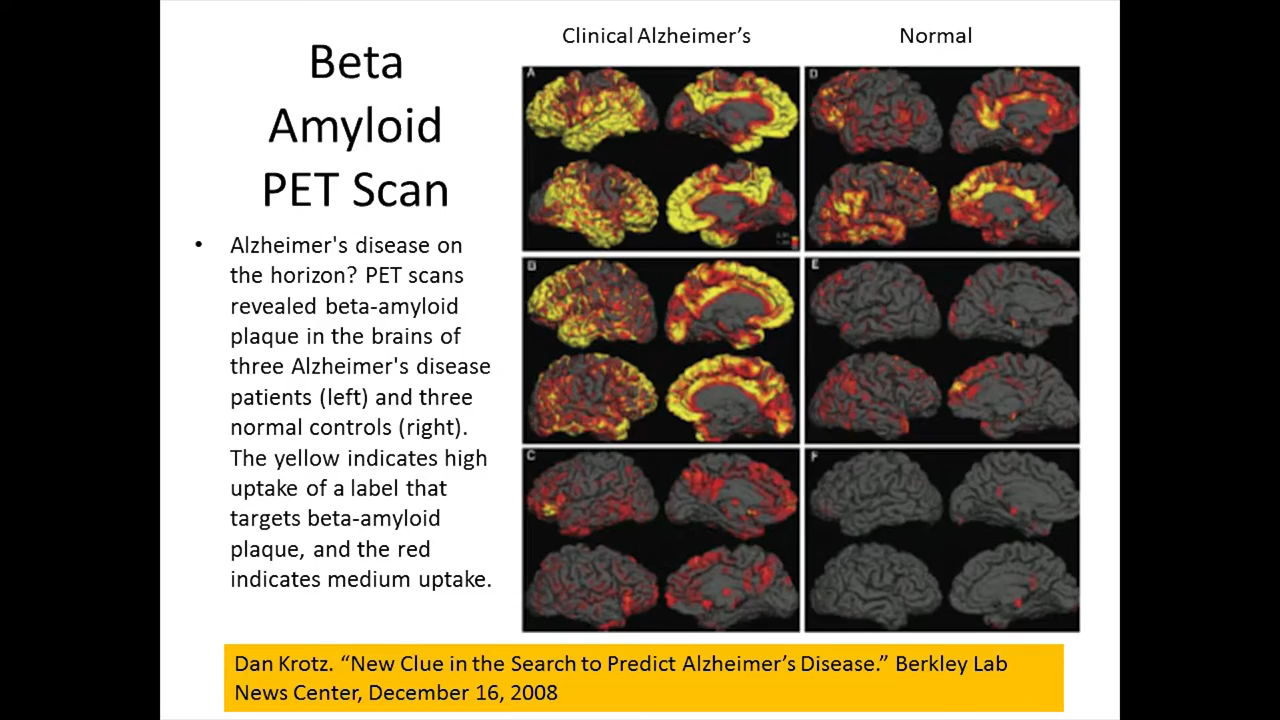 Beta
Amyloid
PET Scan
• Alzheimer's disease on
the horizon? PET scans
revealed beta-amyloid
plaque in the brains of
three Alzheimer's disease
patients (left) and three
normal controls (right).
The yellow indicates high
uptake of a label that
targets beta-amyloid
plaque, and the red
indicates medium uptake.
Clinical Alzheimer’s
Normal
A
D
B
E
C
F
Dan Krotz. “New Clue in the Search to Predict Alzheimer’s Disease.” Berkley Lab
News Center, December 16, 2008